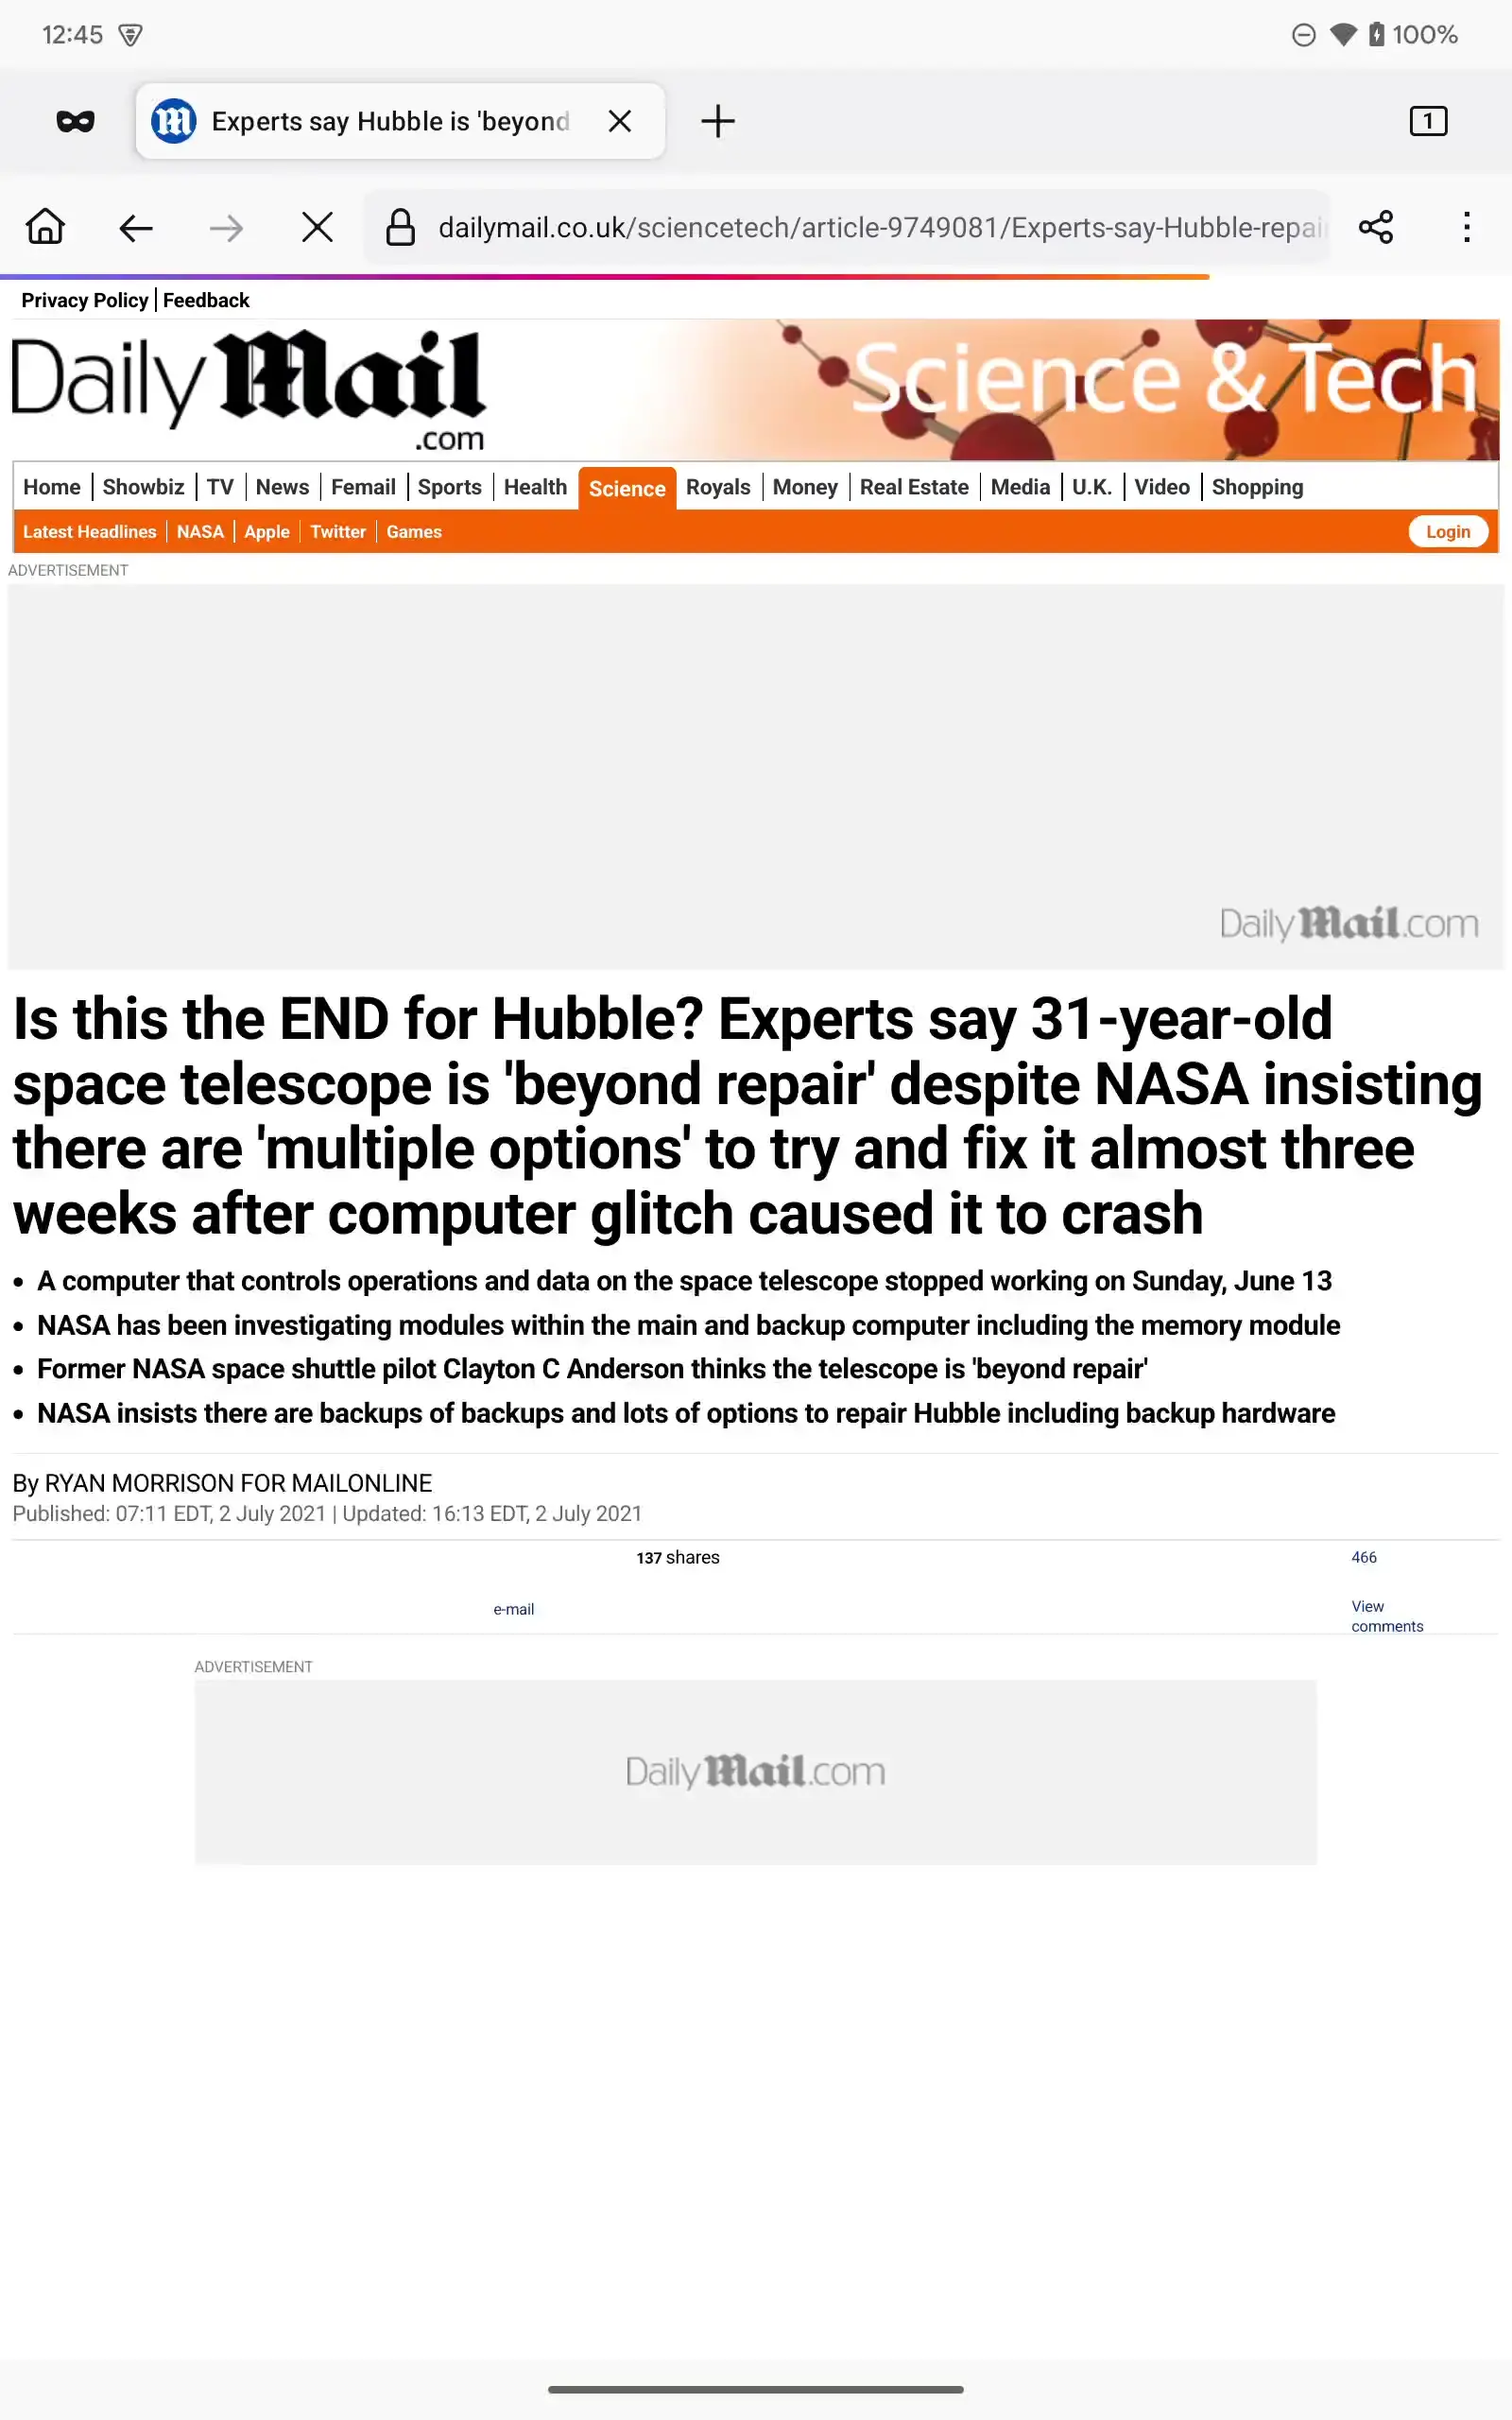 12:45
100%
Experts say Hubble is 'beyond
1
dailymail.co.uk/sciencetech/article-9749081/Experts-say-Hubble-repair
Privacy Policy Feedback
Daily Mail
.com
Science & Tech
Home Showbiz TV News Femail Sports Health Science Royals Money Real Estate Media U.K. Video Shopping
Latest Headlines NASA Apple Twitter Games Login
ADVERTISEMENT
Daily Mail.com
Is this the END for Hubble? Experts say 31-year-old
space telescope is 'beyond repair' despite NASA insisting
there are 'multiple options' to try and fix it almost three
weeks after computer glitch caused it to crash
• A computer that controls operations and data on the space telescope stopped working on Sunday, June 13
• NASA has been investigating modules within the main and backup computer including the memory module
• Former NASA space shuttle pilot Clayton C Anderson thinks the telescope is 'beyond repair'
• NASA insists there are backups of backups and lots of options to repair Hubble including backup hardware
By RYAN MORRISON FOR MAILONLINE
Published: 07:11 EDT, 2 July 2021 | Updated: 16:13 EDT, 2 July 2021
137 shares
466
e-mail
View
comments
ADVERTISEMENT
Daily Mail.com